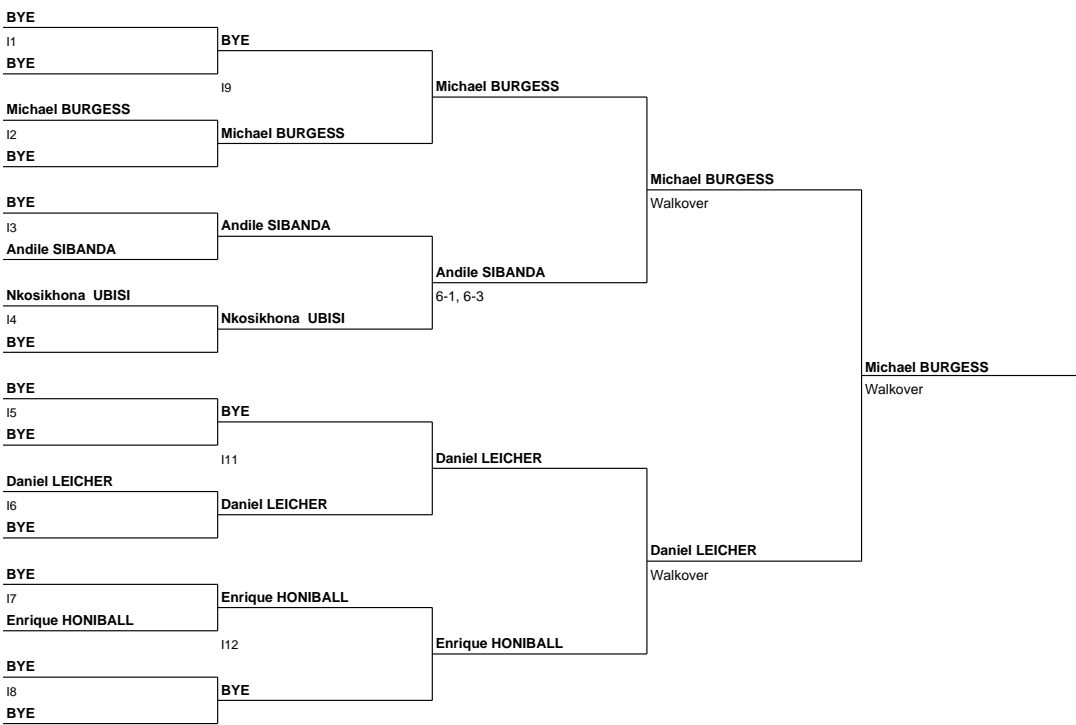 BYE
I1
BYE
Michael BURGESS
I2
BYE
BYE
I3
Andile SIBANDA
Nkosikhona  UBISI
I4
BYE
BYE
I5
BYE
Daniel LEICHER
I6
BYE
BYE
I7
Enrique HONIBALL
BYE
I8
BYE
BYE
I9
Michael BURGESS
Andile SIBANDA
Nkosikhona  UBISI
BYE
I11
Daniel LEICHER
Enrique HONIBALL
I12
BYE
Michael BURGESS
Andile SIBANDA
6-1, 6-3
Daniel LEICHER
Enrique HONIBALL
Michael BURGESS
Walkover
Daniel LEICHER
Walkover
Michael BURGESS
Walkover